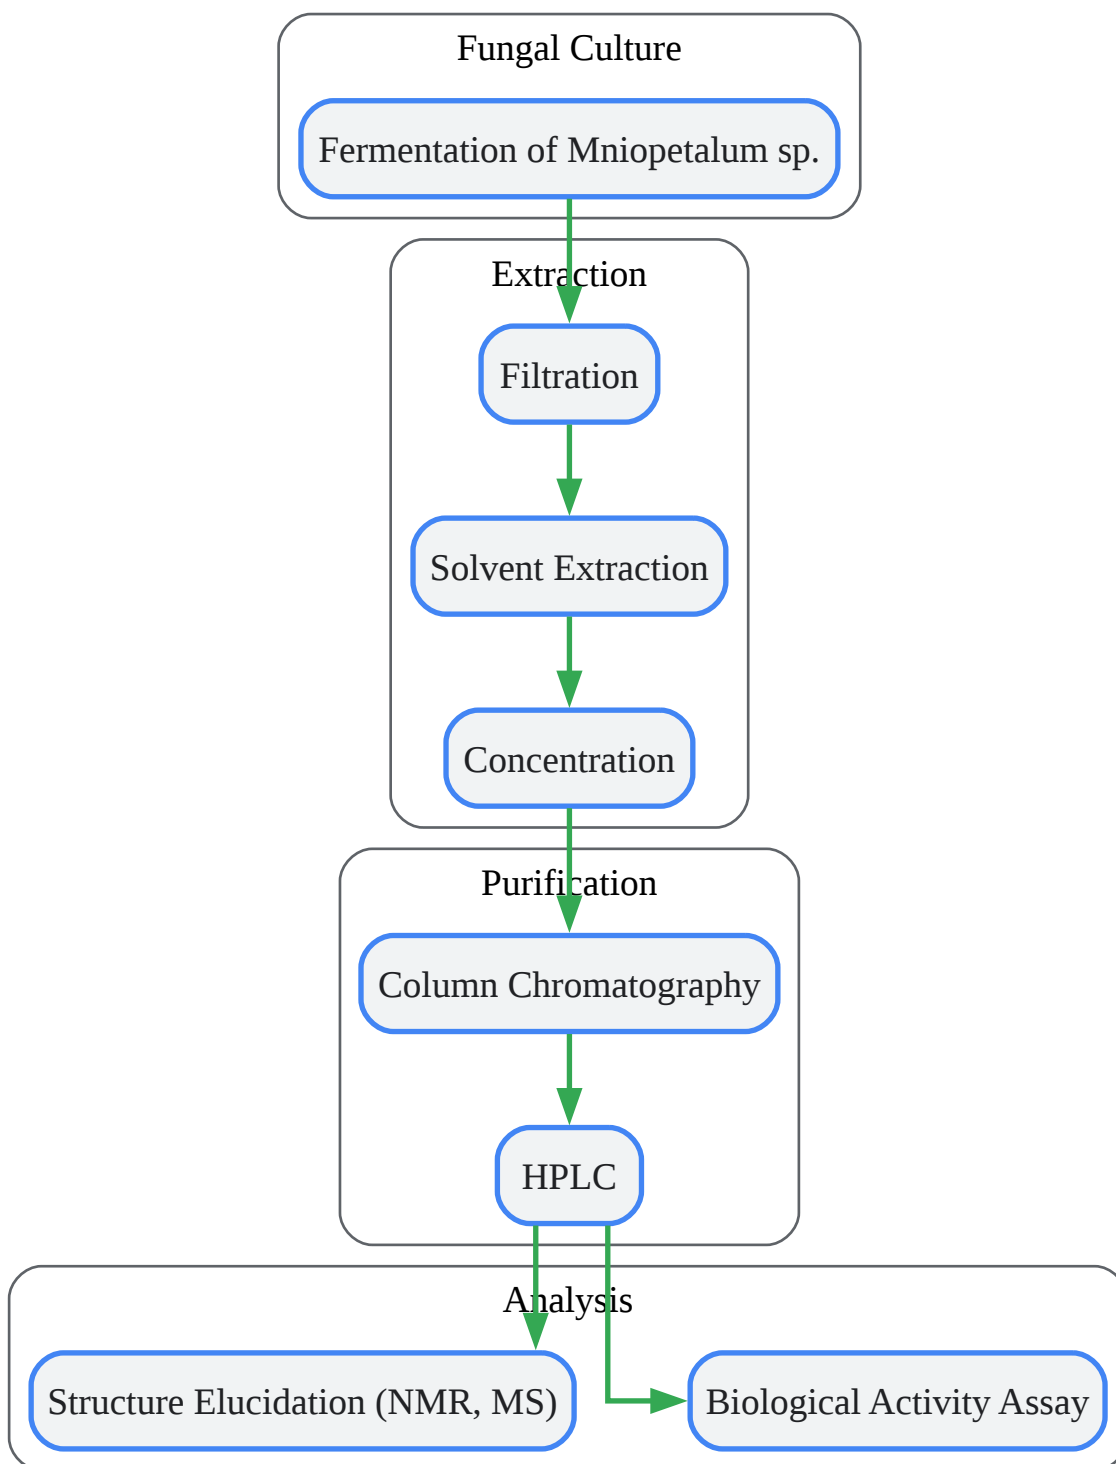 Fungal Culture
Fermentation of Mniopetalum sp.
Extraction
Filtration
Solvent Extraction
Concentration
Purification
Column Chromatography
HPLC
Analysis
Structure Elucidation (NMR, MS)
Biological Activity Assay